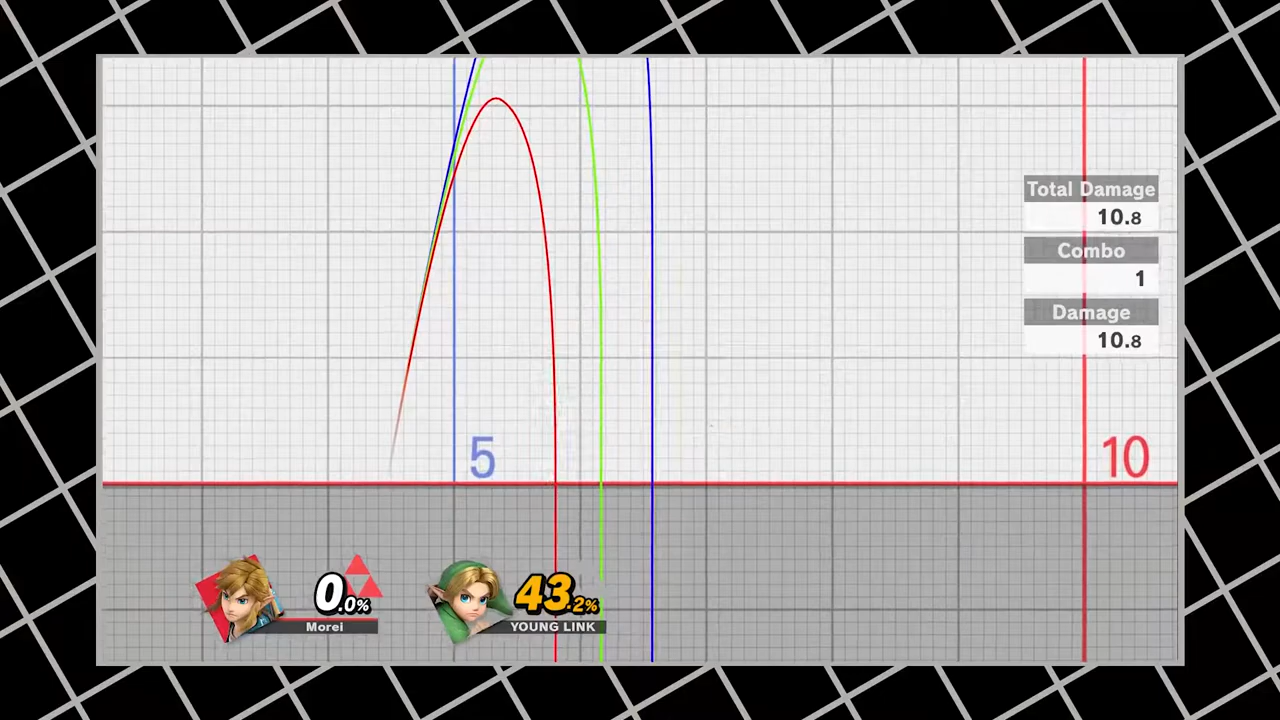 Total Damage
10.8
Combo
1
Damage
10.8
5
10
0.0%
Morei
43.2%
YOUNG LINK